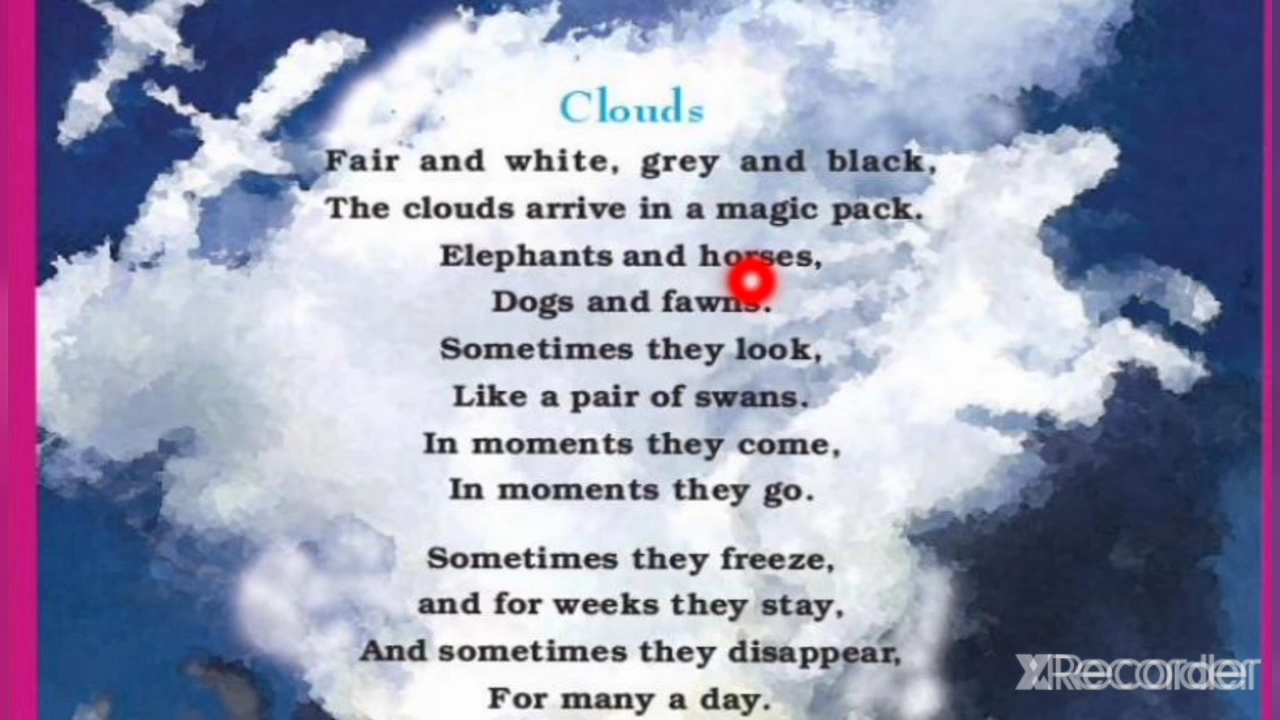 Clouds
Fair and white, grey and black,
The clouds arrive in a magic pack.
Elephants and horses,
Dogs and fawns.
Sometimes they look,
Like a pair of swans.
In moments they come,
In moments they go.
Sometimes they freeze,
and for weeks they stay,
And sometimes they disappear,
For many a day.
XRecorder